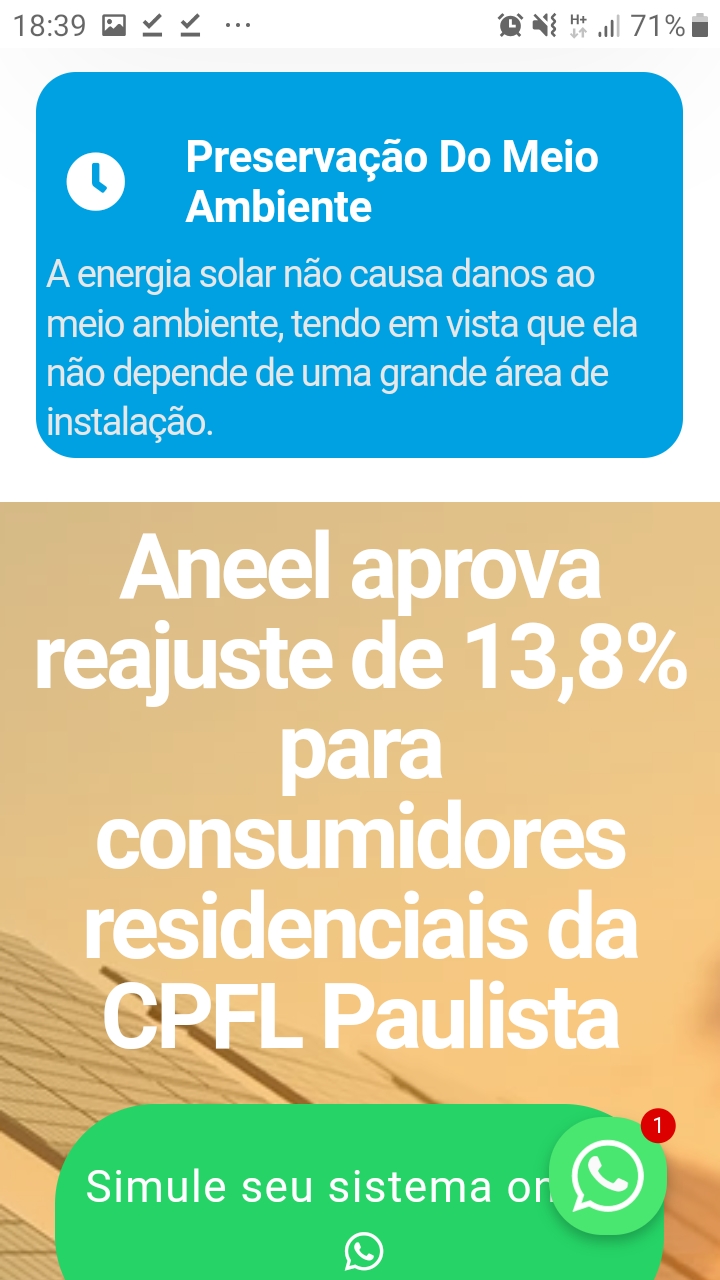 18:39
H+
71%
Preservação Do Meio
Ambiente
A energia solar não causa danos ao
meio ambiente, tendo em vista que ela
não depende de uma grande área de
instalação.
Aneel aprova
reajuste de 13,8%
para
consumidores
residenciais da
CPFL Paulista
1
Simule seu sistema on